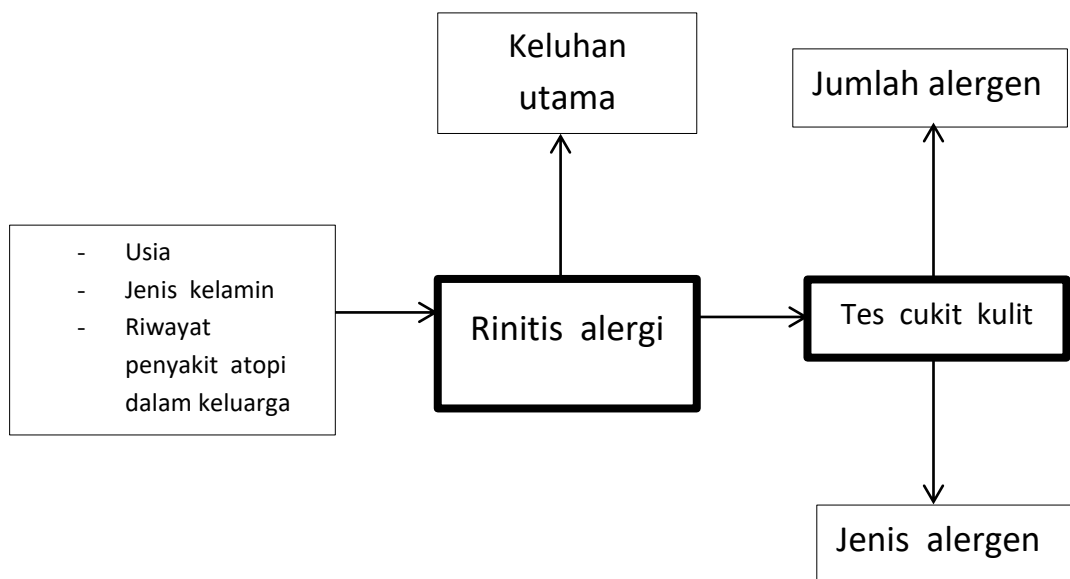 Keluhan
utama
Jumlah alergen
- Usia
- Jenis kelamin
- Riwayat
penyakit atopi
dalam keluarga
Rinitis alergi
Tes cukit kulit
Jenis alergen